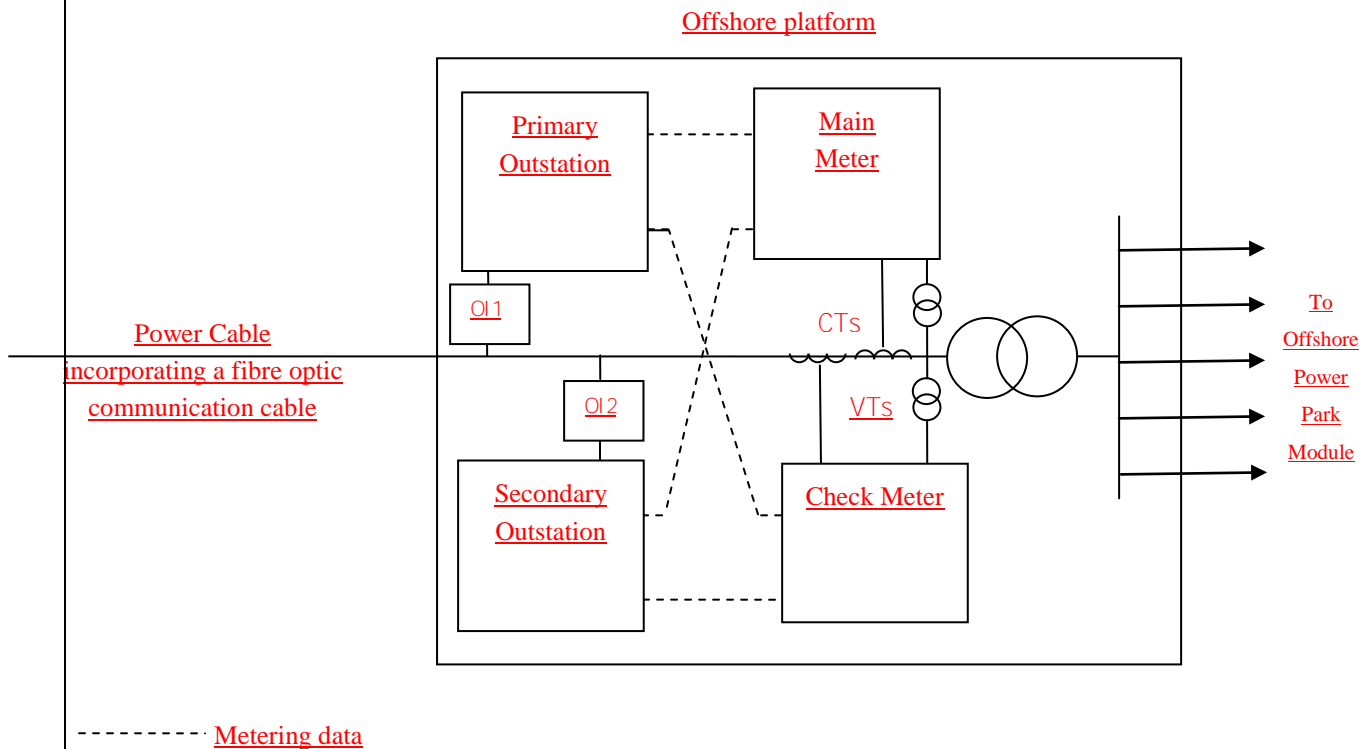 Offshore platform
Primary
Outstation
Main
Meter
OI1
CTs
Power Cable
incorporating a fibre optic
communication cable
OI2
VTs
To
Offshore
Power
Park
Module
Secondary
Outstation
Check Meter
Metering data